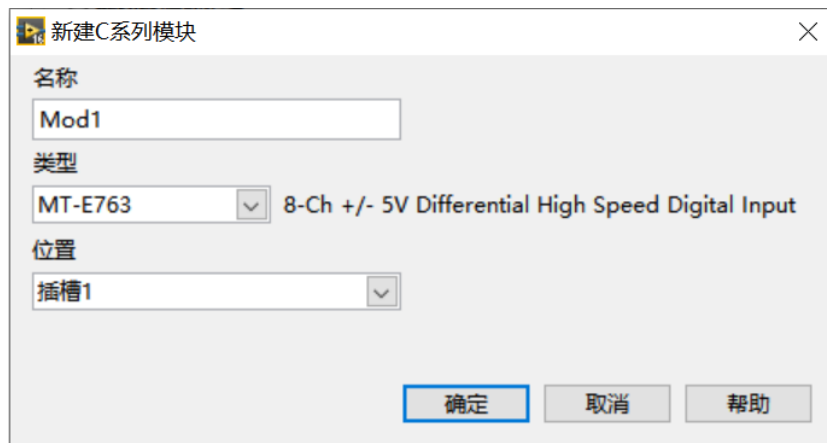 新建C系列模块
名称
Mod1
类型
MT-E763 8-Ch +/- 5V Differential High Speed Digital Input
位置
插槽1
确定 取消 帮助